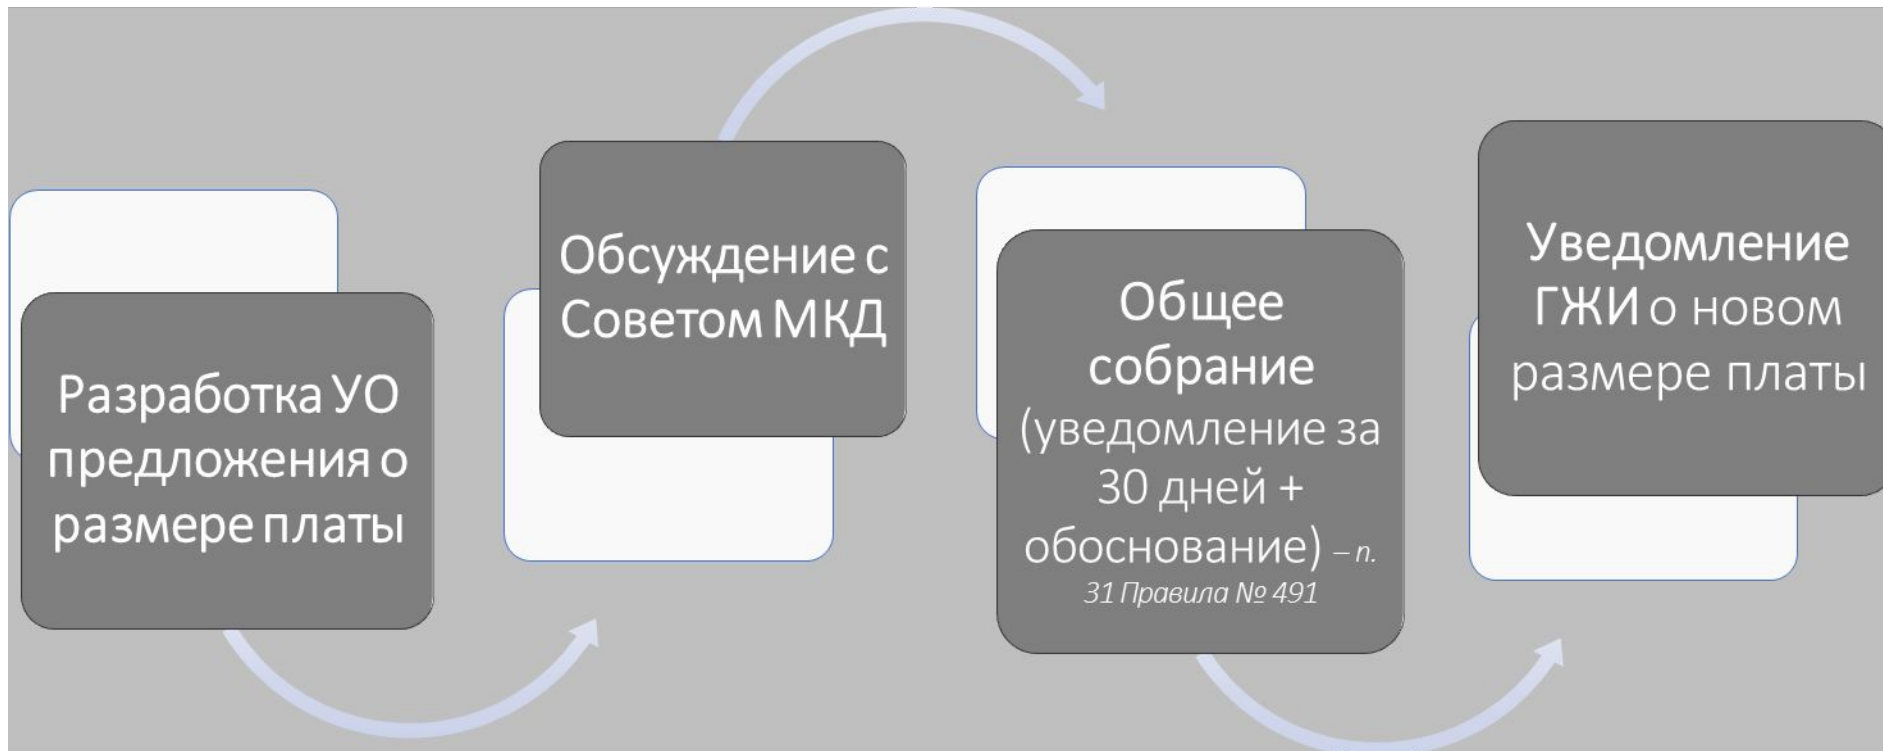 Разработка УО
предложения о
размере платы
Обсуждение с
Советом МКД
Общее
собрание
(уведомление за
30 дней +
обоснование) – п.
31 Правила № 491
Уведомление
ГЖИ о новом
размере платы